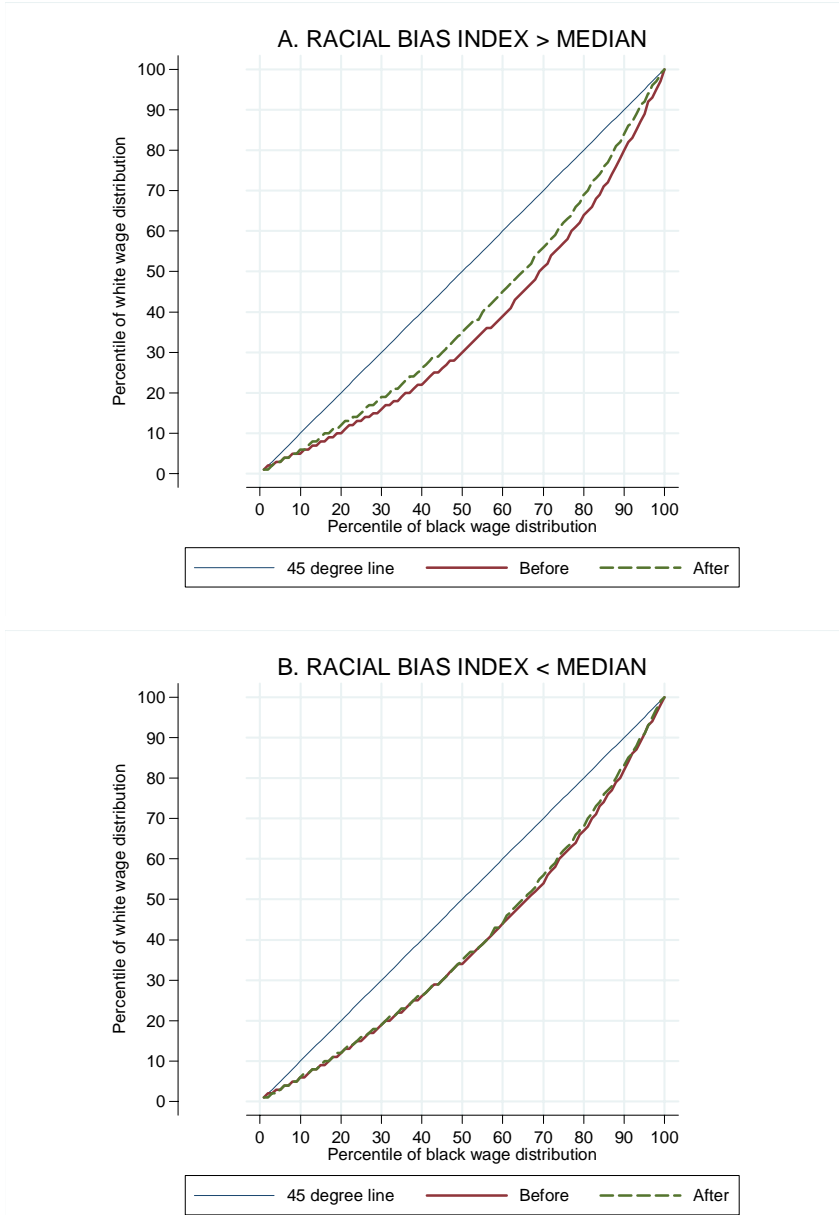 A. RACIAL BIAS INDEX > MEDIAN
Percentile of white wage distribution
100
90
80
70
60
50
40
30
20
10
0
0 10 20 30 40 50 60 70 80 90 100
Percentile of black wage distribution
45 degree line Before After
B. RACIAL BIAS INDEX < MEDIAN
Percentile of white wage distribution
100
90
80
70
60
50
40
30
20
10
0
0 10 20 30 40 50 60 70 80 90 100
Percentile of black wage distribution
45 degree line Before After